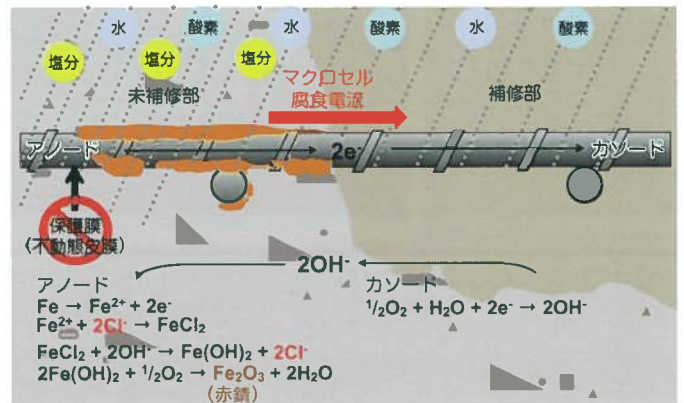 水 酸素 水 酸素 水 酸素
塩分 塩分 塩分
マクロセル
腐食電流
未補修部 補修部
アノード 2e- カソード
保護膜
(不動態皮膜)
2OH-
アノード
Fe → Fe²⁺ + 2e-
Fe²⁺ + 2Cl- → FeCl₂
FeCl₂ + 2OH- → Fe(OH)₂ + 2Cl-
2Fe(OH)₂ + ¹/₂O₂ → Fe₂O₃ + 2H₂O
(赤錆)
カソード
¹/₂O₂ + H₂O + 2e- → 2OH-